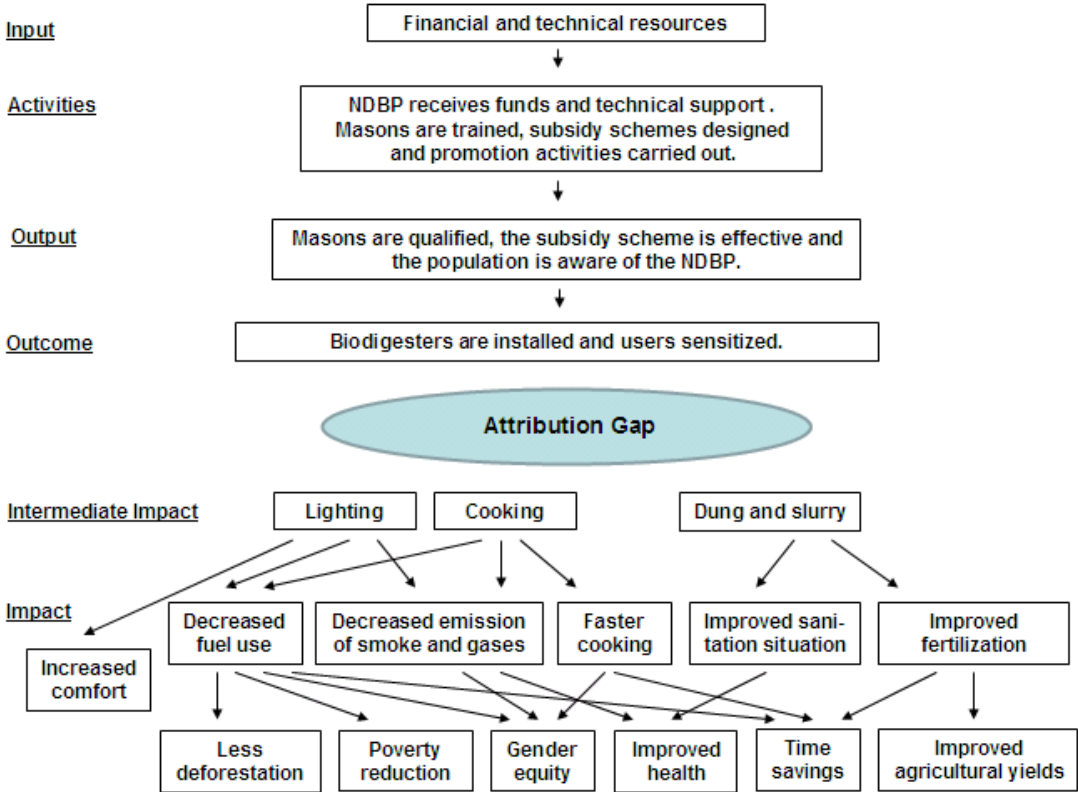 Input
Financial and technical resources
Activities
NDBP receives funds and technical support .
Masons are trained, subsidy schemes designed
and promotion activities carried out.
Output
Masons are qualified, the subsidy scheme is effective and
the population is aware of the NDBP.
Outcome
Biodigesters are installed and users sensitized.
Attribution Gap
Intermediate Impact
Lighting
Cooking
Dung and slurry
Impact
Increased
comfort
Decreased
fuel use
Decreased emission
of smoke and gases
Faster
cooking
Improved sani-
tation situation
Improved
fertilization
Less
deforestation
Poverty
reduction
Gender
equity
Improved
health
Time
savings
Improved
agricultural yields